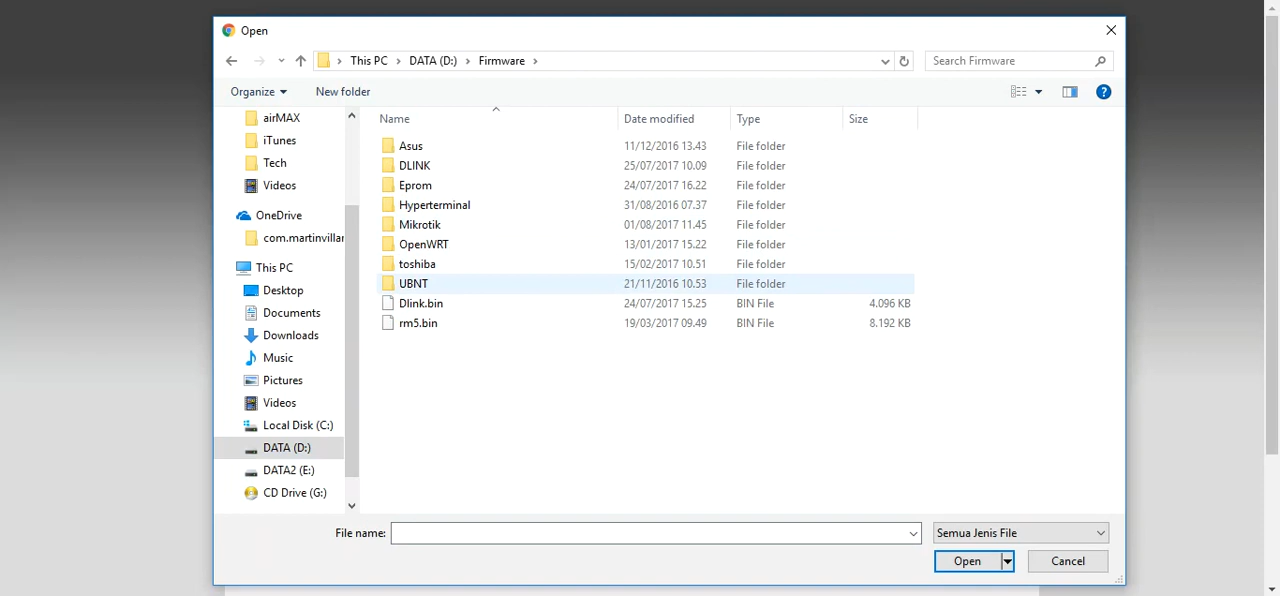 Open
This PC DATA (D:) Firmware
Search Firmware
Organize New folder
airMAX
iTunes
Tech
Videos
OneDrive
com.martinvillar
This PC
Desktop
Documents
Downloads
Music
Pictures
Videos
Local Disk (C:)
DATA (D:)
DATA2 (E:)
CD Drive (G:)
Name Date modified Type Size
Asus 11/12/2016 13.43 File folder
DLINK 25/07/2017 10.09 File folder
Eprom 24/07/2017 16.22 File folder
Hyperterminal 31/08/2016 07.37 File folder
Mikrotik 01/08/2017 11.45 File folder
OpenWRT 13/01/2017 15.22 File folder
toshiba 15/02/2017 10.51 File folder
UBNT 21/11/2016 10.53 File folder
Dlink.bin 24/07/2017 15.25 BIN File 4.096 KB
rm5.bin 19/03/2017 09.49 BIN File 8.192 KB
File name: Semua Jenis File
Open Cancel